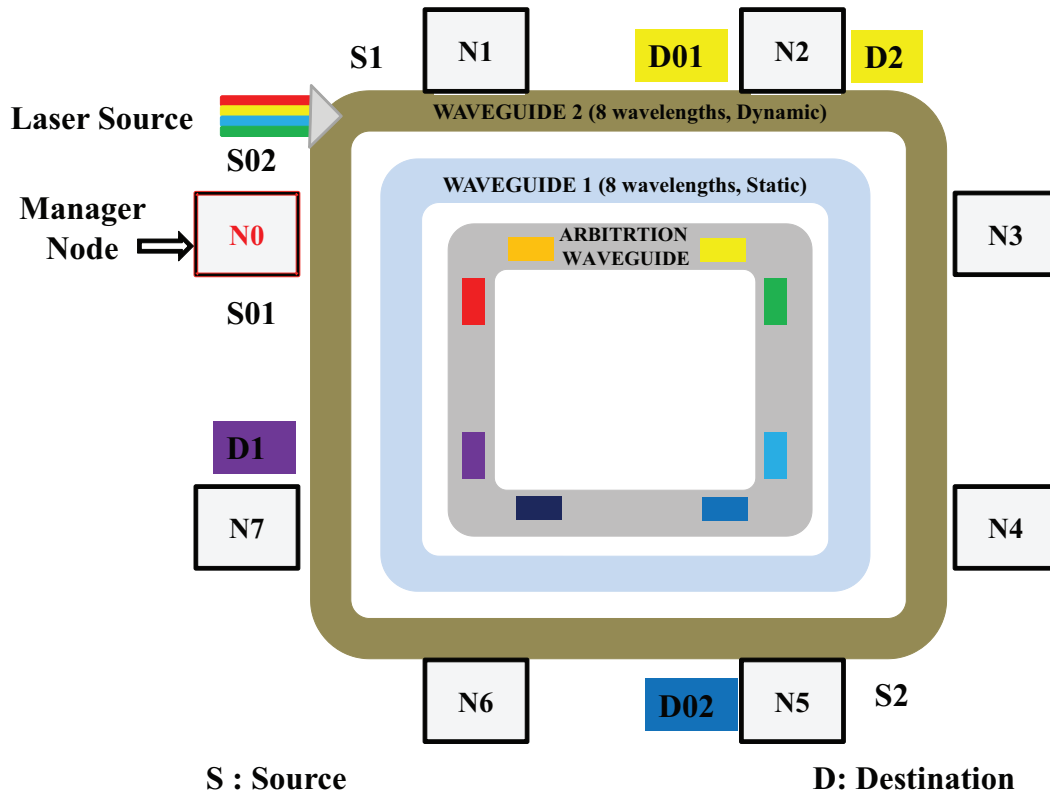 S1
N1
D01
N2
D2
Laser Source
WAVEGUIDE 2 (8 wavelengths, Dynamic)
S02
WAVEGUIDE 1 (8 wavelengths, Static)
Manager
Node
N0
ARBITRTION
WAVEGUIDE
N3
S01
D1
N7
N4
N6
D02
N5
S2
S : Source
D: Destination